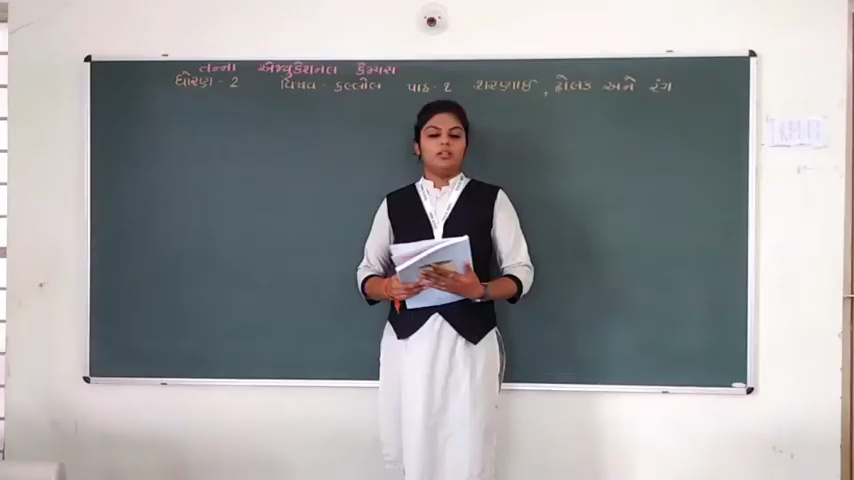 તન્ના એજ્યુકેશનલ કેમ્પસ
ધોરણ - 2 વિષય - કલ્લોલ પાઠ - ૧ શરણાઈ , ઢોલક અને રંગ